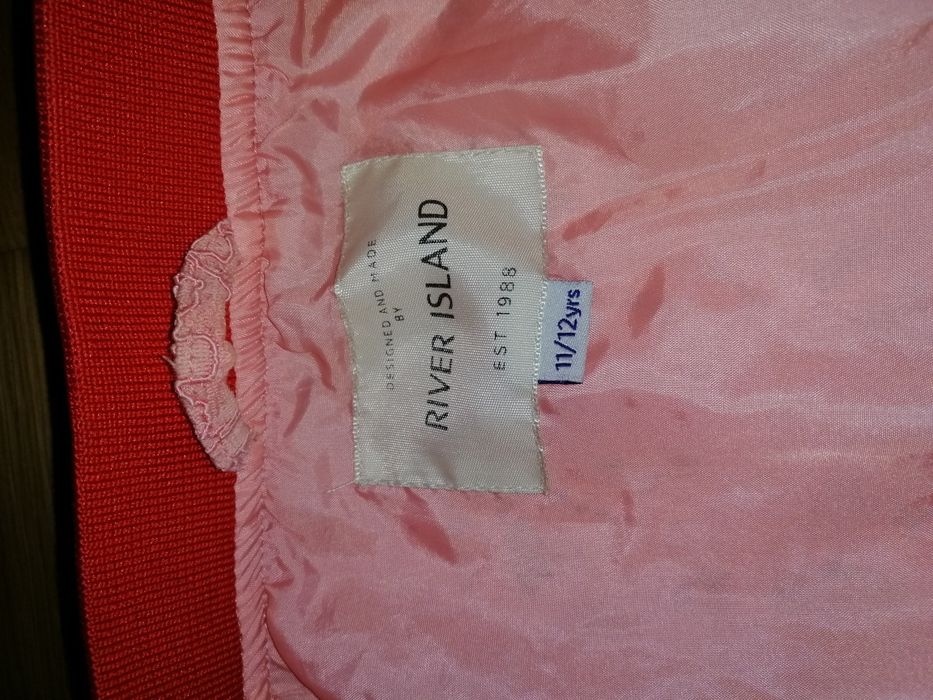 DESIGNED AND MADE
BY
RIVER ISLAND
EST 1988
11/12yrs